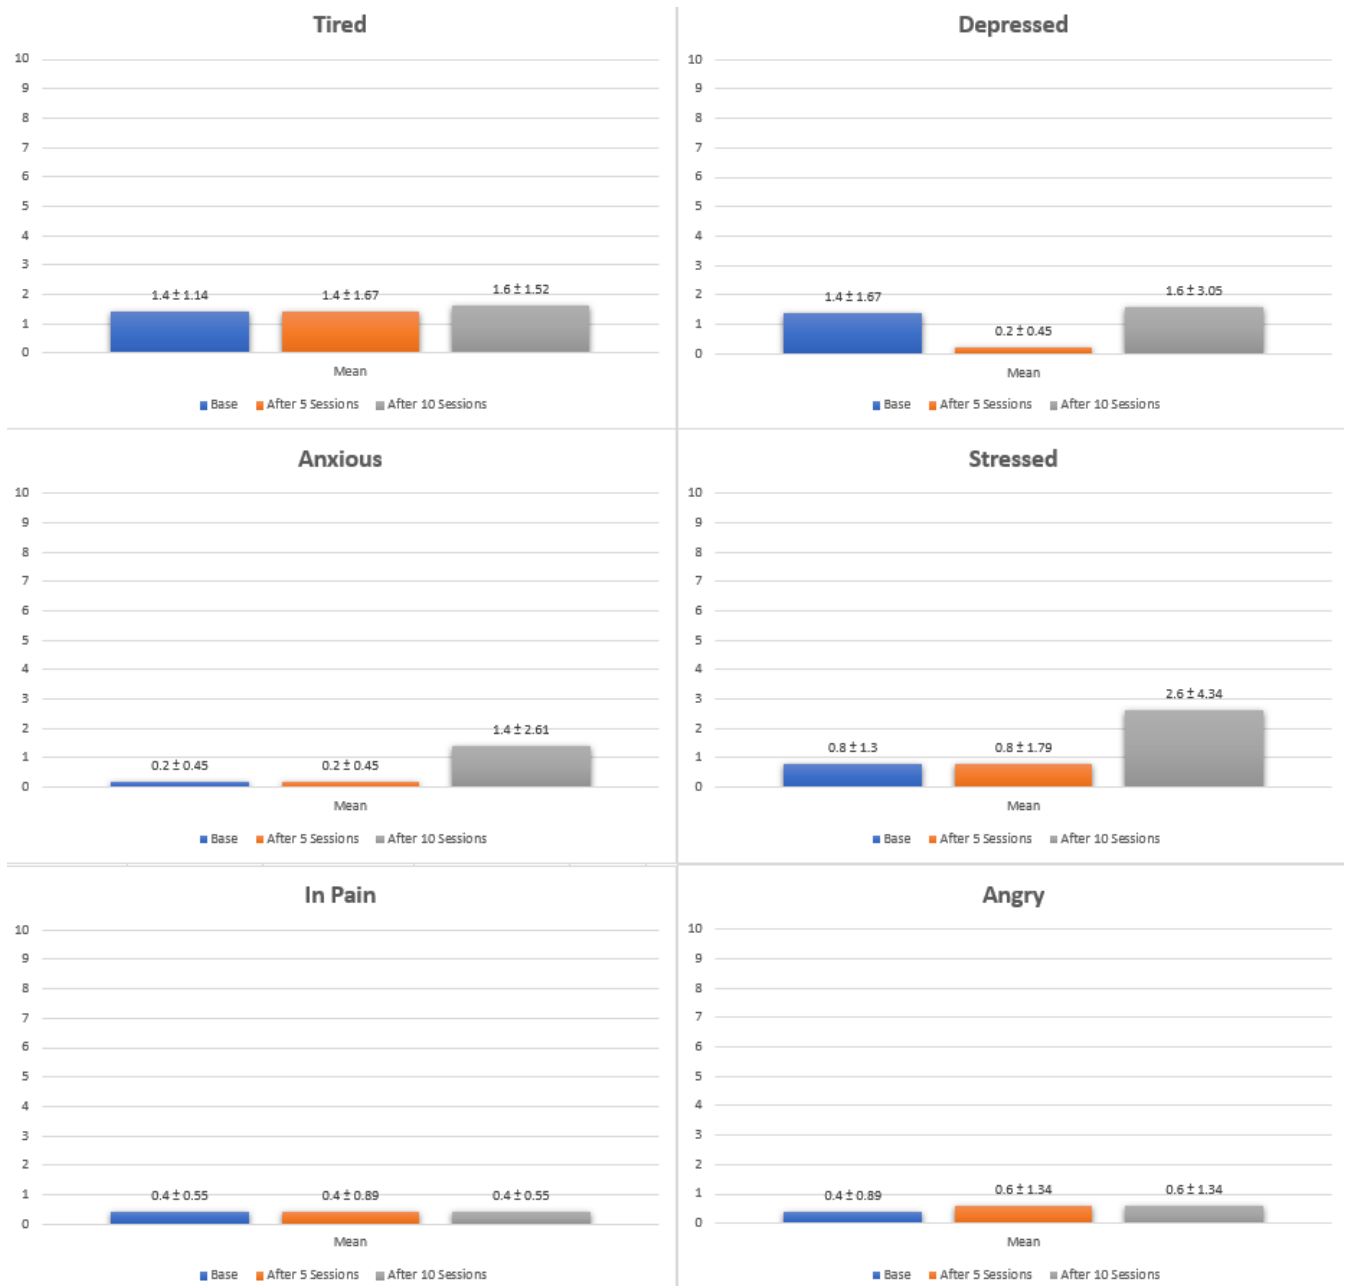 Tired
10
9
8
7
6
5
4
3
2
1
0
1.4 ± 1.14
1.4 ± 1.67
1.6 ± 1.52
Mean
Base After 5 Sessions After 10 Sessions
Depressed
10
9
8
7
6
5
4
3
2
1
0
1.4 ± 1.67
0.2 ± 0.45
1.6 ± 3.05
Mean
Base After 5 Sessions After 10 Sessions
Anxious
10
9
8
7
6
5
4
3
2
1
0
0.2 ± 0.45
0.2 ± 0.45
1.4 ± 2.61
Mean
Base After 5 Sessions After 10 Sessions
Stressed
10
9
8
7
6
5
4
3
2
1
0
0.8 ± 1.3
0.8 ± 1.79
2.6 ± 4.34
Mean
Base After 5 Sessions After 10 Sessions
In Pain
10
9
8
7
6
5
4
3
2
1
0
0.4 ± 0.55
0.4 ± 0.89
0.4 ± 0.55
Mean
Base After 5 Sessions After 10 Sessions
Angry
10
9
8
7
6
5
4
3
2
1
0
0.4 ± 0.89
0.6 ± 1.34
0.6 ± 1.34
Mean
Base After 5 Sessions After 10 Sessions